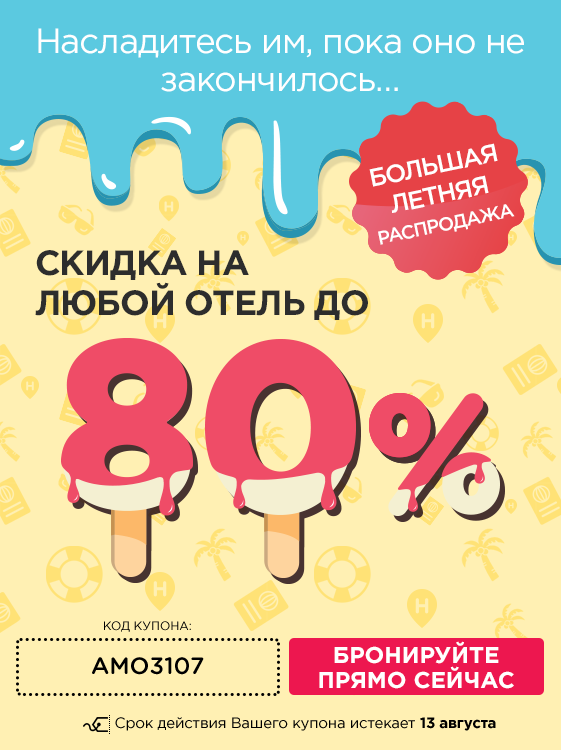 Насладитесь им, пока оно не
закончилось...
БОЛЬШАЯ
ЛЕТНЯЯ
РАСПРОДАЖА
СКИДКА НА
ЛЮБОЙ ОТЕЛЬ ДО
80%
КОД КУПОНА:
АМО3107
БРОНИРУЙТЕ
ПРЯМО СЕЙЧАС
Срок действия Вашего купона истекает 13 августа